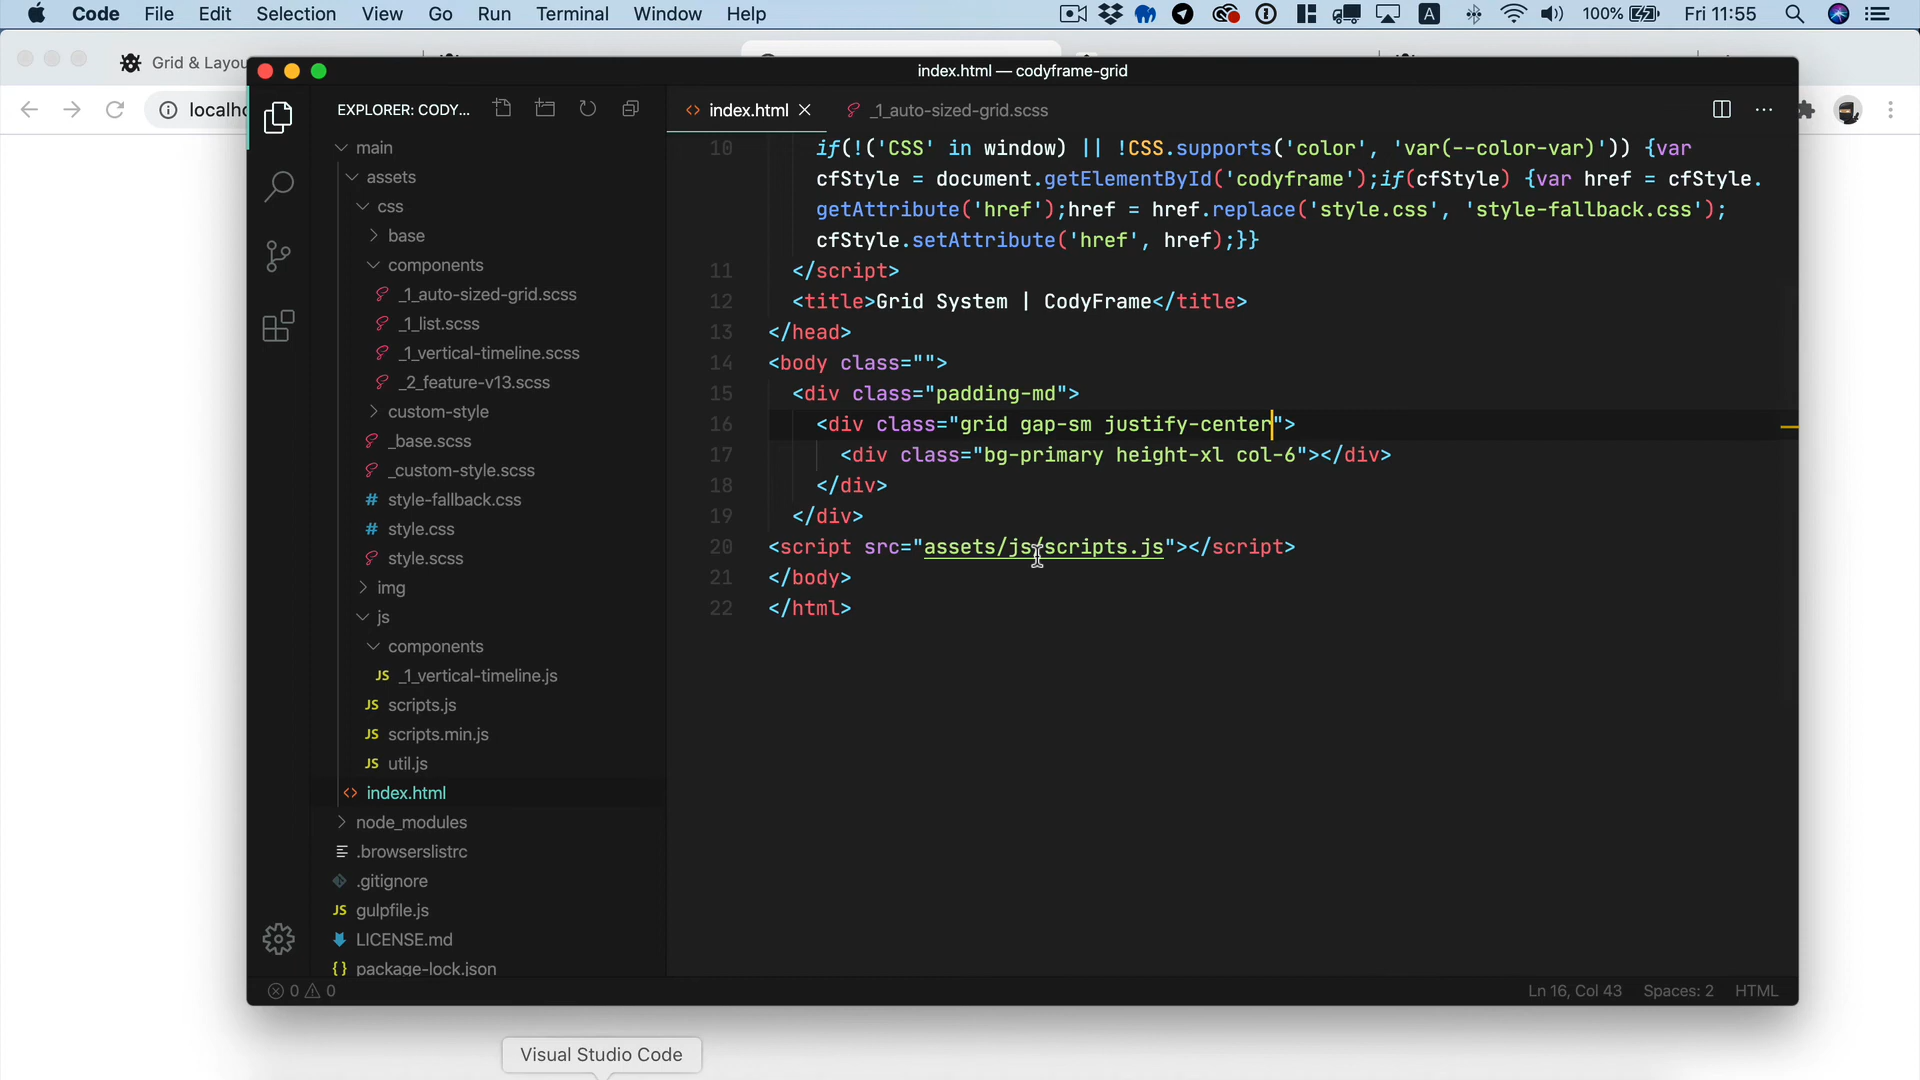 Code File Edit Selection View Go Run Terminal Window Help
A 100% Fri 11:55
Grid & Layou
localho
index.html — codyframe-grid
EXPLORER: CODY...
main
assets
css
base
components
_1_auto-sized-grid.scss
_1_list.scss
_1_vertical-timeline.scss
_2_feature-v13.scss
custom-style
_base.scss
_custom-style.scss
# style-fallback.css
# style.css
style.scss
img
js
components
JS _1_vertical-timeline.js
JS scripts.js
JS scripts.min.js
JS util.js
<> index.html
node_modules
.browserslistrc
.gitignore
JS gulpfile.js
LICENSE.md
{} package-lock.json
<> index.html × _1_auto-sized-grid.scss
10 if(!('CSS' in window) || !CSS.supports('color', 'var(--color-var)')) {var
cfStyle = document.getElementById('codyframe');if(cfStyle) {var href = cfStyle.
getAttribute('href');href = href.replace('style.css', 'style-fallback.css');
cfStyle.setAttribute('href', href);}}
11 </script>
12 <title>Grid System | CodyFrame</title>
13 </head>
14 <body class="">
15 <div class="padding-md">
16 <div class="grid gap-sm justify-center">
17 <div class="bg-primary height-xl col-6"></div>
18 </div>
19 </div>
20 <script src="assets/js/scripts.js"></script>
21 </body>
22 </html>
0 0
Ln 16, Col 43 Spaces: 2 HTML
Visual Studio Code